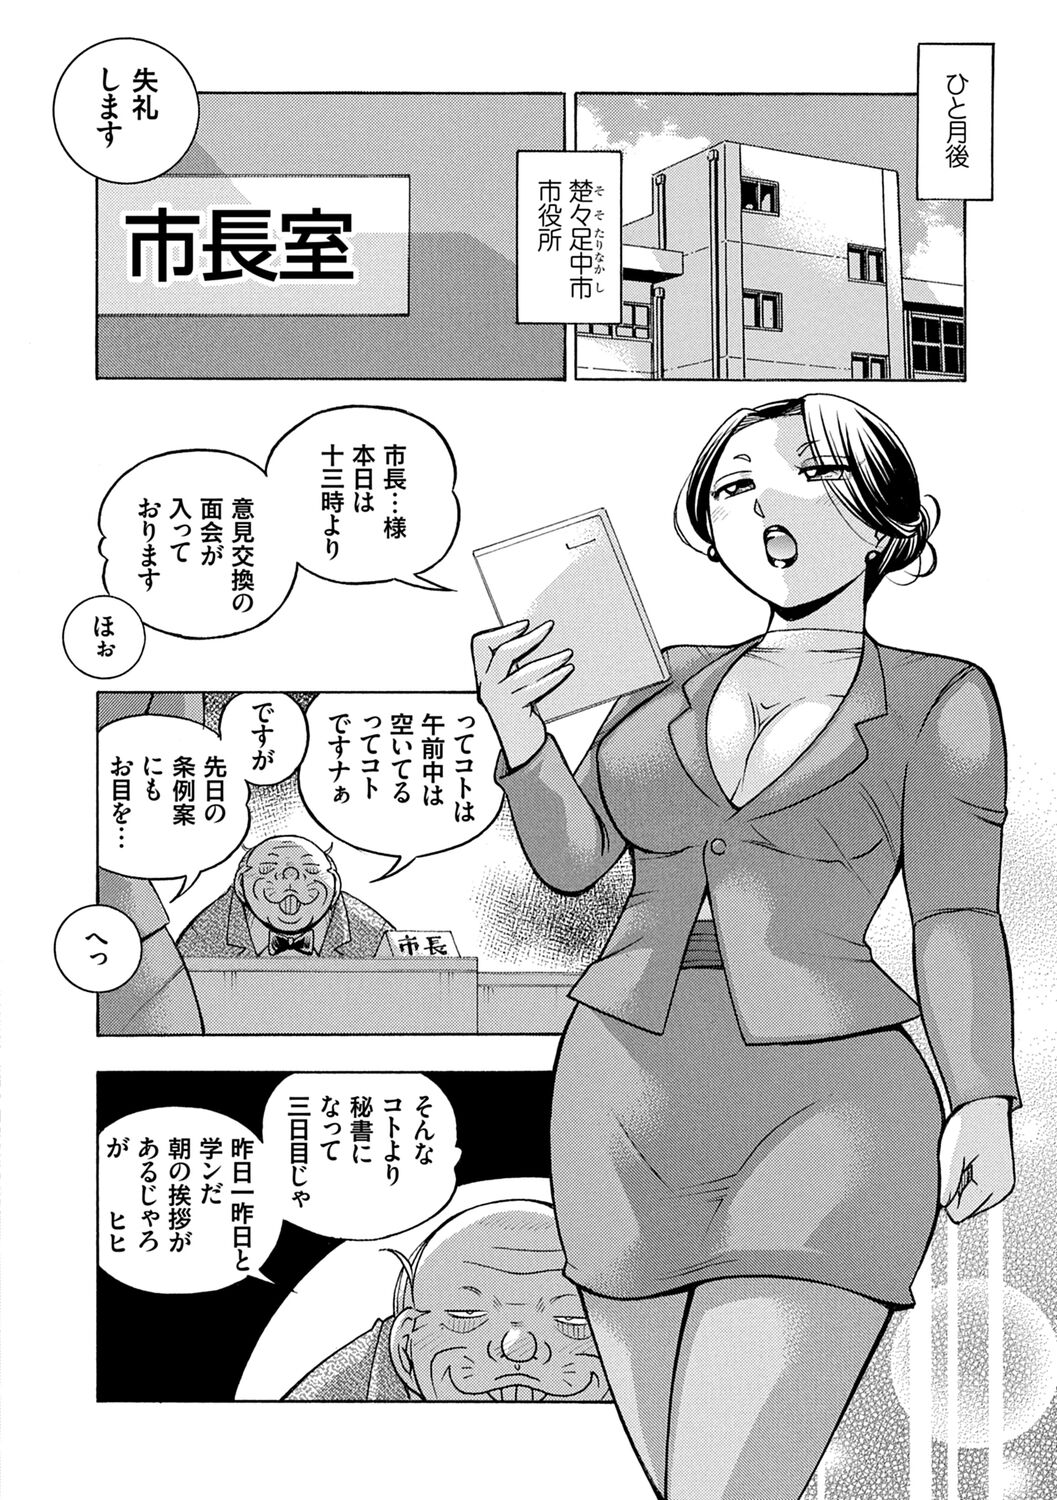 ひと月後
楚々足中市
そそたりなかし
市役所
失礼
します
市長室
市長…様
本日は
十三時より
意見交換の
面会が
入って
おります
ほぉ
ってコトは
午前中は
空いてる
ってコト
ですナぁ
ですが
先日の
条例案
にも
お目を…
市長
へっ
そんな
コトより
秘書に
なって
三日目じゃ
昨日一昨日と
学ンだ
朝の挨拶が
あるじゃろ
が　ヒヒ